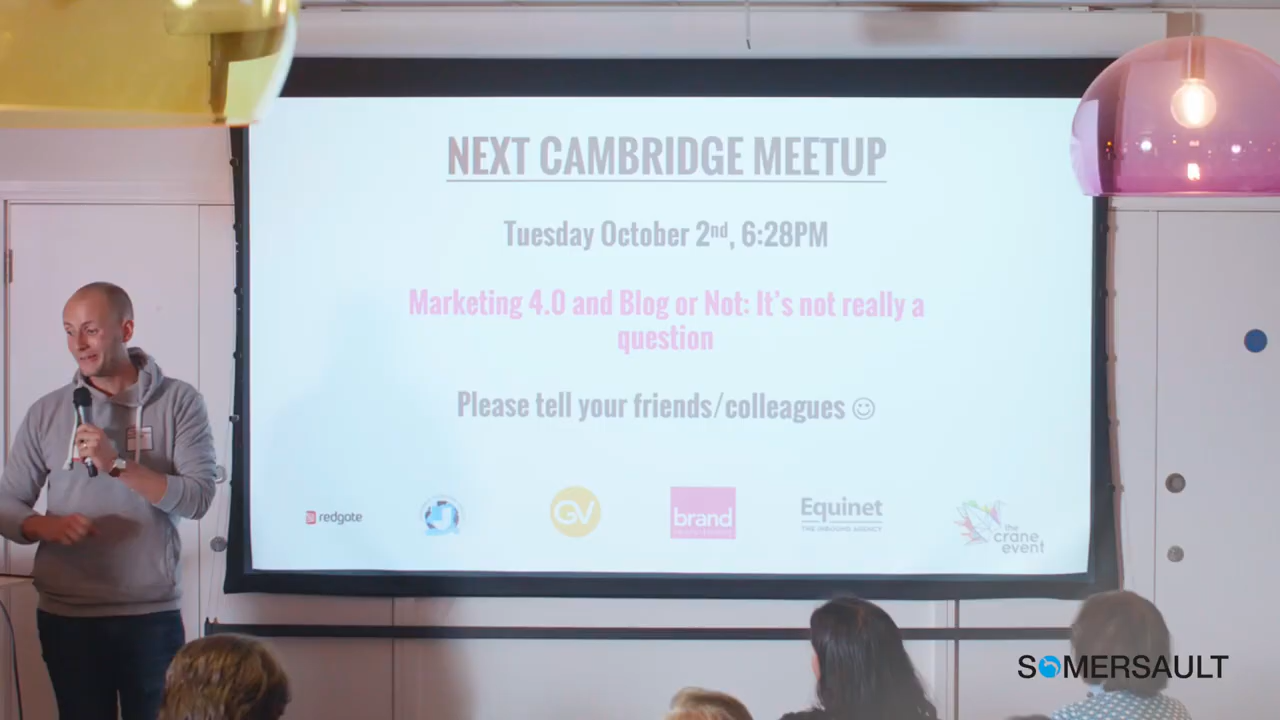 NEXT CAMBRIDGE MEETUP
Tuesday October 2nd, 6:28PM
Marketing 4.0 and Blog or Not: It's not really a
question
Please tell your friends/colleagues ☺
redgate
J
GV
brand
Equinet
THE INBOUND AGENCY
the
crane
event
SOMERSAULT